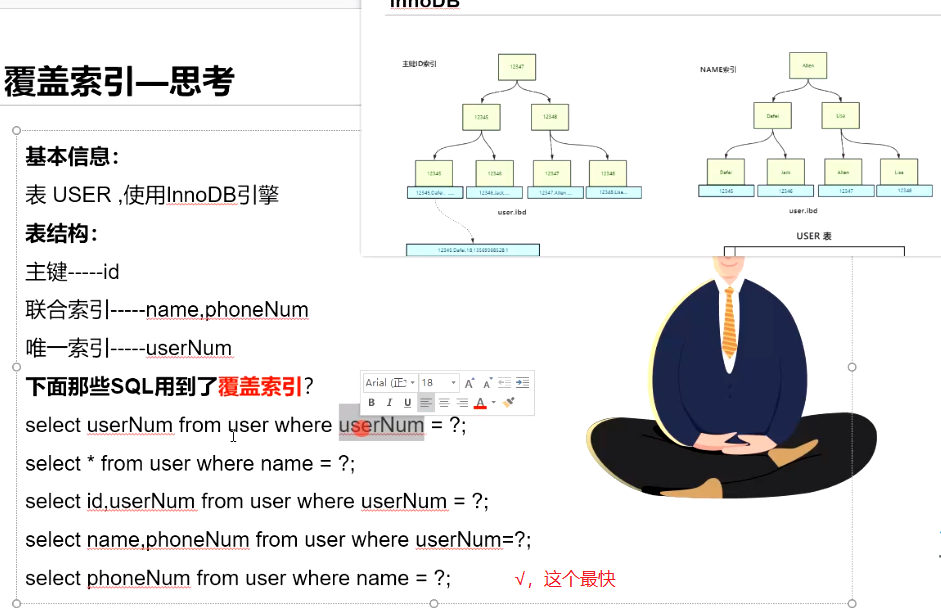 InnoDB
覆盖索引—思考
基本信息：
表 USER ,使用InnoDB引擎
表结构：
主键-----id
联合索引-----name,phoneNum
唯一索引-----userNum
下面那些SQL用到了覆盖索引？
select userNum from user where userNum = ?;
select * from user where name = ?;
select id,userNum from user where userNum = ?;
select name,phoneNum from user where userNum=?;
select phoneNum from user where name = ?; √，这个最快
主键ID索引
12347
12345 12348
12345 12346 12347 12348
12345,Dafei, ... 12346,Jack,... 12347,Allen... 12348,Lisa...
user.ibd
NAME索引
Allen
Dafei Lisa
Dafei Jack Allen Lisa
12345 12346 12347 12348
user.ibd
USER 表
Arial (正 18
B I U A